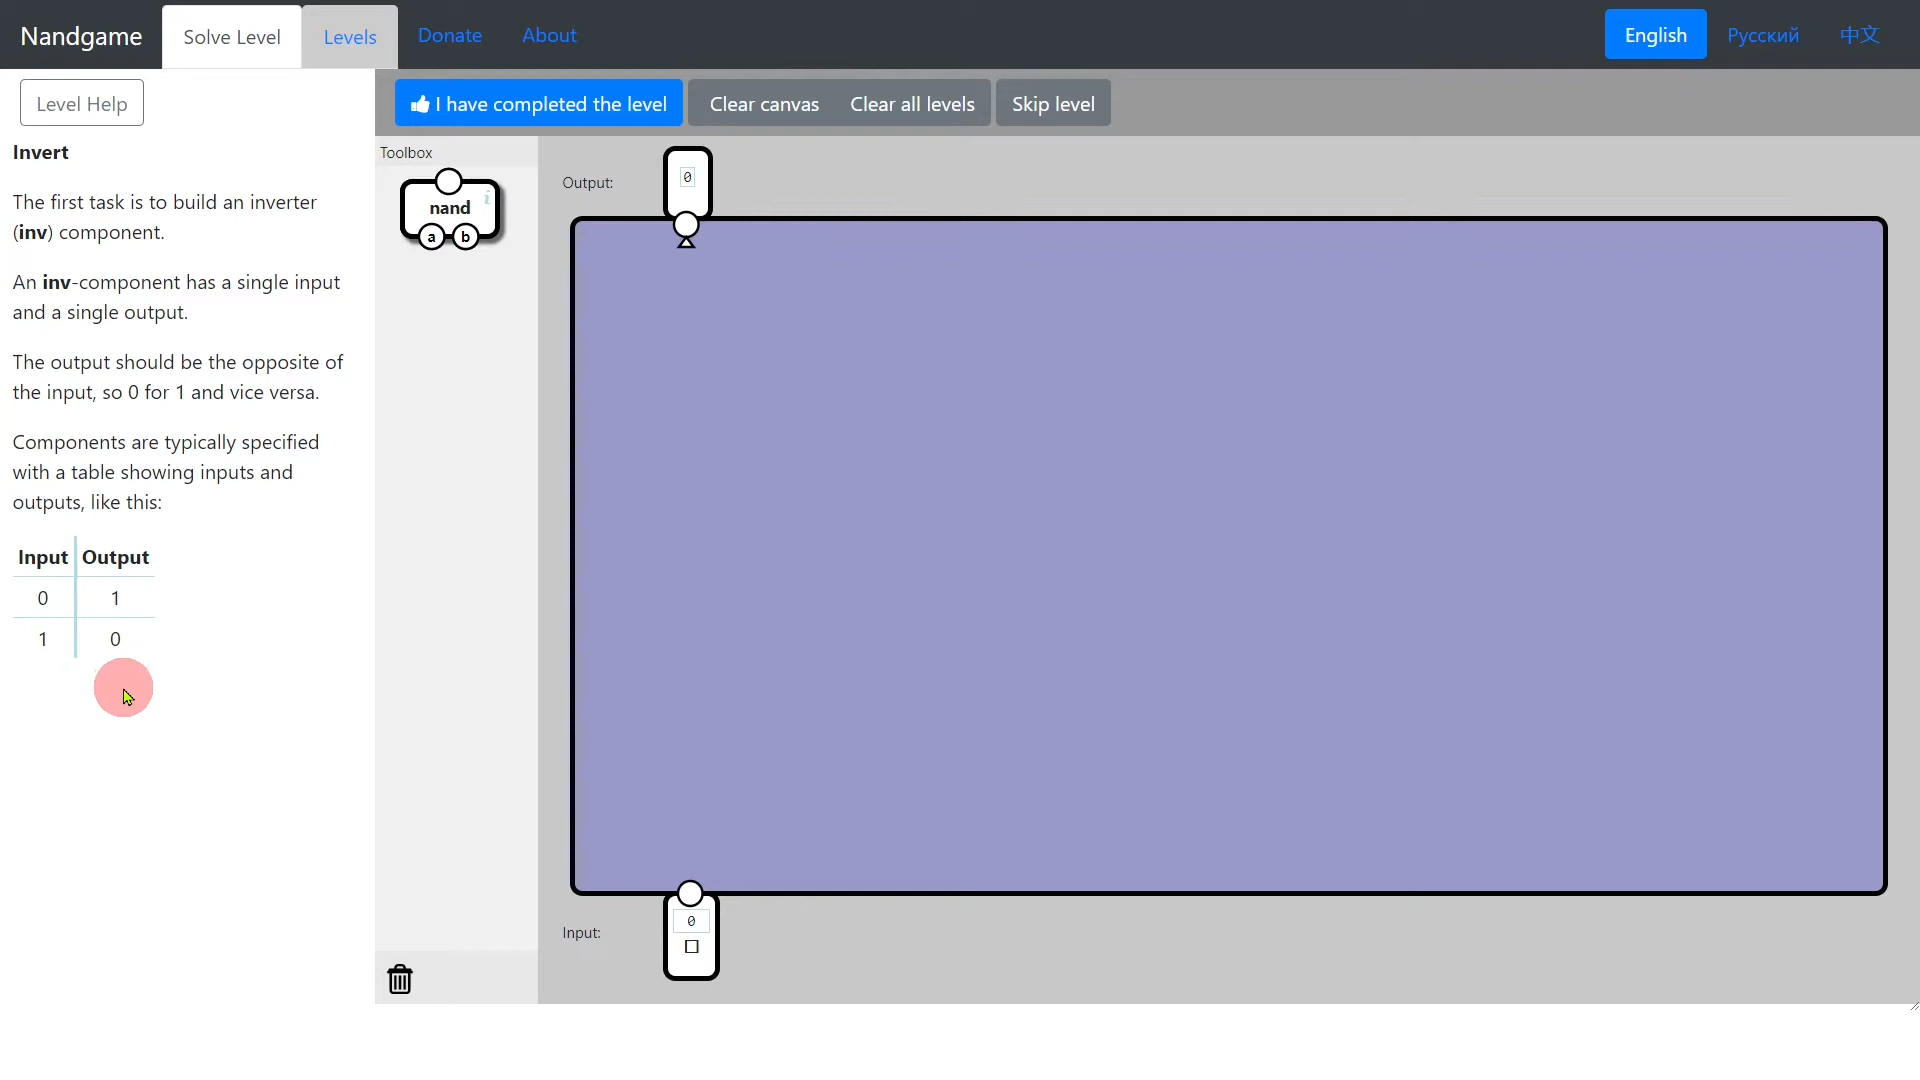 Nandgame Solve Level Levels Donate About English Русский 中文
Level Help
I have completed the level Clear canvas Clear all levels Skip level
Invert
The first task is to build an inverter
(inv) component.
An inv-component has a single input
and a single output.
The output should be the opposite of
the input, so 0 for 1 and vice versa.
Components are typically specified
with a table showing inputs and
outputs, like this:
Input Output
0 1
1 0
Toolbox
nand i
a b
Output: 0
Input: 0